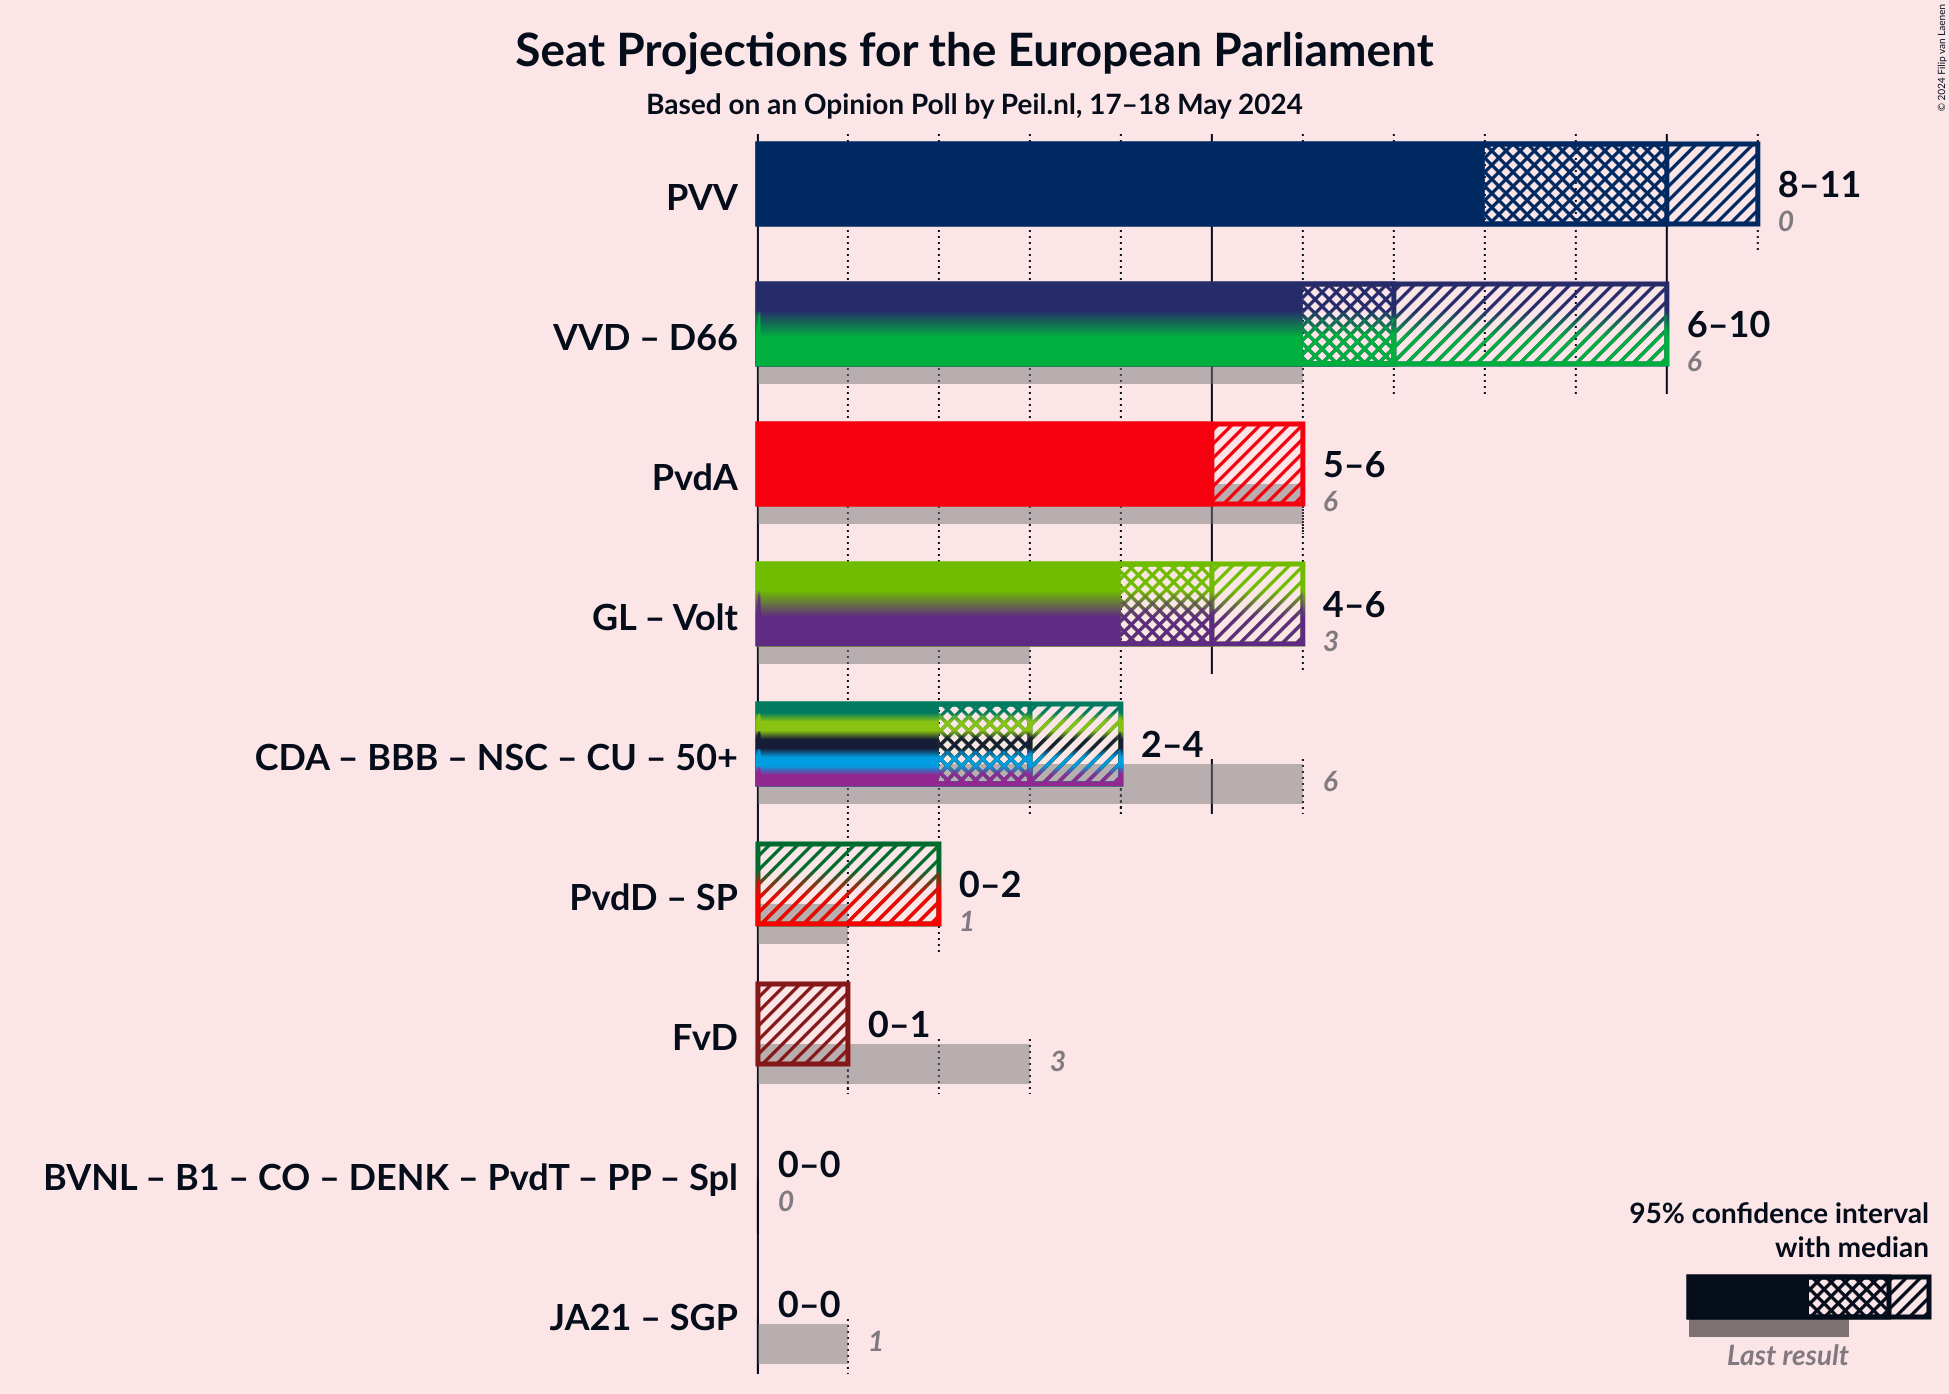 Seat Projections for the European Parliament
Based on an Opinion Poll by Peil.nl, 17–18 May 2024
© 2024 Filip van Laenen
PVV
8–11
0
VVD – D66
6–10
6
PvdA
5–6
6
GL – Volt
4–6
3
CDA – BBB – NSC – CU – 50+
2–4
6
PvdD – SP
0–2
1
FvD
0–1
3
BVNL – B1 – CO – DENK – PvdT – PP – Spl
0–0
0
JA21 – SGP
0–0
1
95% confidence interval
with median
Last result